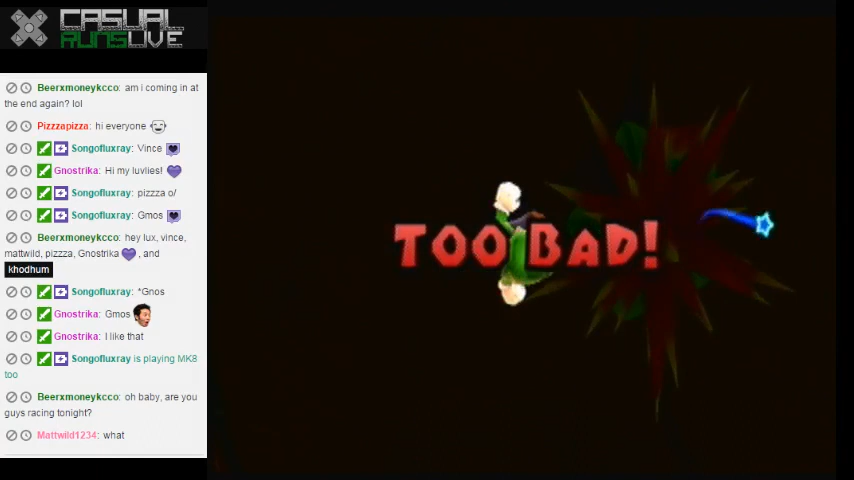 CASUAL
RUNSLIVE
Beerxmoneykcco: am i coming in at
the end again? lol
Pizzzapizza: hi everyone
Songofluxray: Vince
Gnostrika: Hi my luvlies!
Songofluxray: pizzza o/
Songofluxray: Gmos
Beerxmoneykcco: hey lux, vince,
mattwild, pizzza, Gnostrika , and
khodhum
Songofluxray: *Gnos
Gnostrika: Gmos
Gnostrika: I like that
Songofluxray is playing MK8
too
Beerxmoneykcco: oh baby, are you
guys racing tonight?
Mattwild1234: what
TOO BAD!